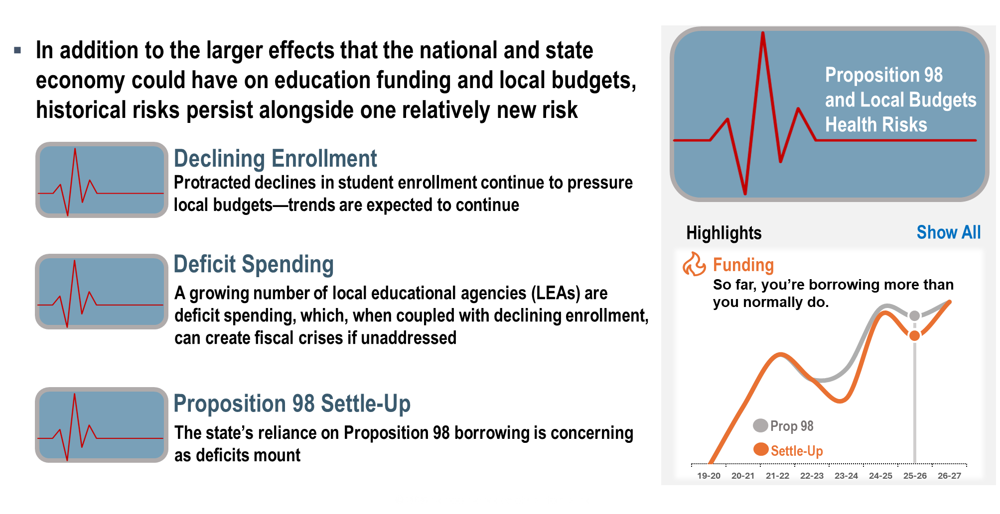 ▪ In addition to the larger effects that the national and state
economy could have on education funding and local budgets,
historical risks persist alongside one relatively new risk
Declining Enrollment
Protracted declines in student enrollment continue to pressure
local budgets—trends are expected to continue
Deficit Spending
A growing number of local educational agencies (LEAs) are
deficit spending, which, when coupled with declining enrollment,
can create fiscal crises if unaddressed
Proposition 98 Settle-Up
The state’s reliance on Proposition 98 borrowing is concerning
as deficits mount
Proposition 98
and Local Budgets
Health Risks
Highlights Show All
Funding
So far, you’re borrowing more than
you normally do.
Prop 98
Settle-Up
19-20 20-21 21-22 22-23 23-24 24-25 25-26 26-27